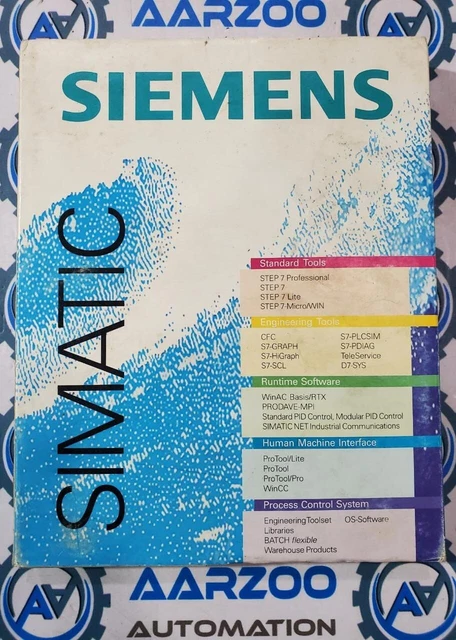 AARZOO
SIEMENS
SIMATIC
Standard Tools
STEP 7 Professional
STEP 7
STEP 7 Lite
STEP 7-Micro/WIN
Engineering Tools
CFC S7-PLCSIM
S7-GRAPH S7-PDIAG
S7-HiGraph TeleService
S7-SCL D7-SYS
Runtime Software
WinAC Basis/RTX
PRODAVE-MPI
Standard PID Control, Modular PID Control
SIMATIC NET Industrial Communications
Human Machine Interface
ProTool/Lite
ProTool
ProTool/Pro
WinCC
Process Control System
Engineering Toolset OS-Software
Libraries
BATCH flexible
Warehouse Products
AARZOO
AUTOMATION